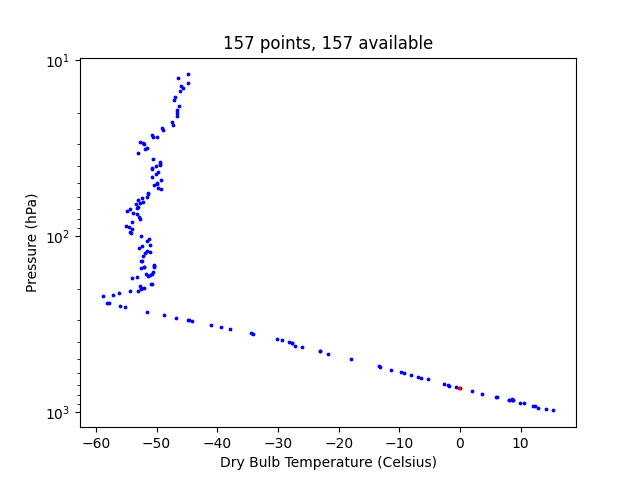 157 points, 157 available
10¹
10²
10³
Pressure (hPa)
−60 −50 −40 −30 −20 −10 0 10
Dry Bulb Temperature (Celsius)